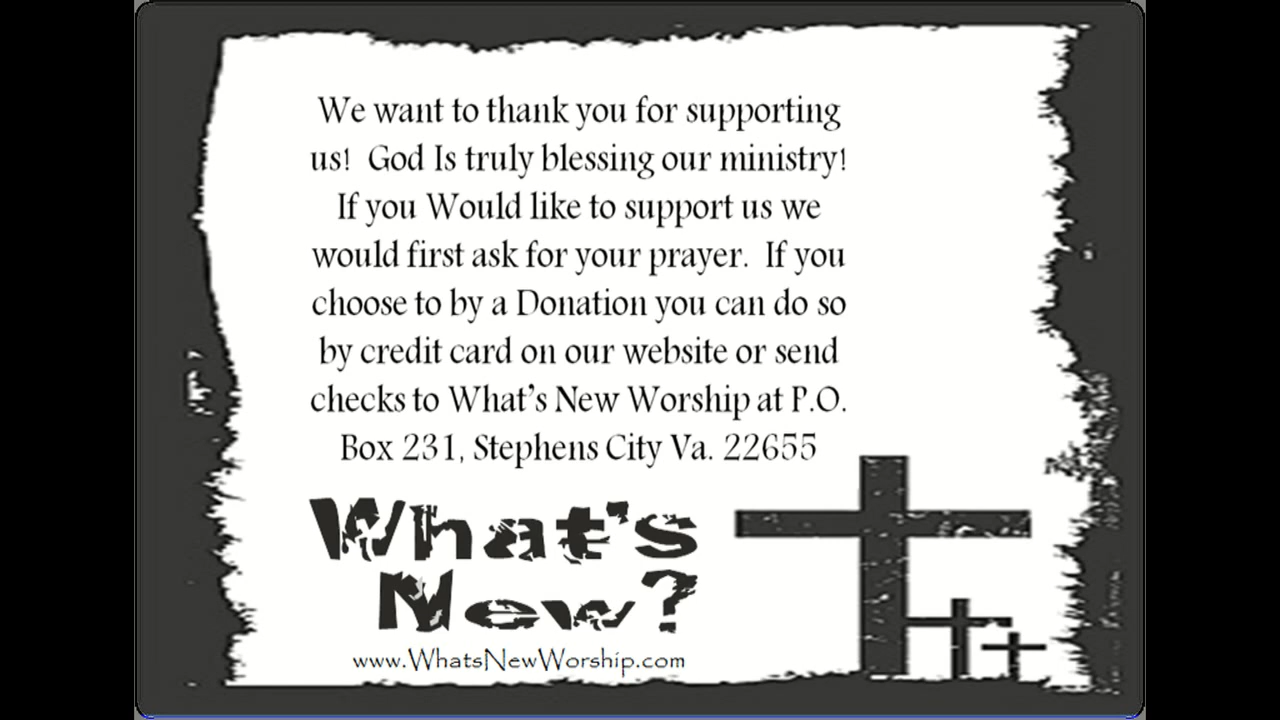 We want to thank you for supporting
us!  God Is truly blessing our ministry!
If you Would like to support us we
would first ask for your prayer.  If you
choose to by a Donation you can do so
by credit card on our website or send
checks to What's New Worship at P.O.
Box 231, Stephens City Va. 22655
What's
New?
www.WhatsNewWorship.com